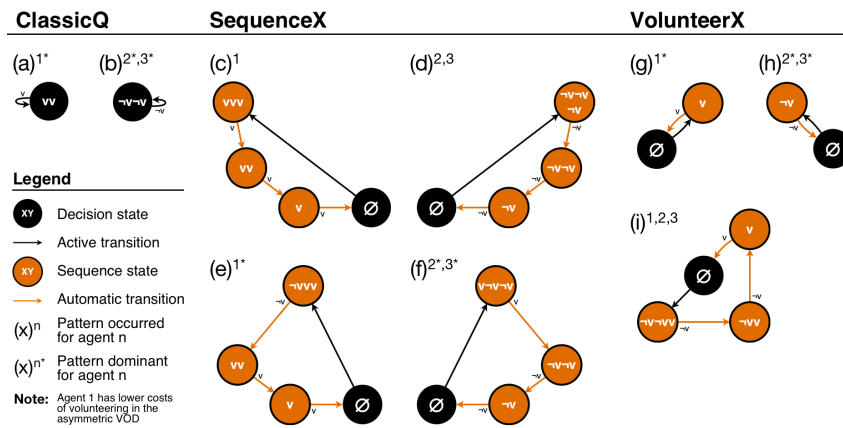 ClassicQ SequenceX VolunteerX
(a)1* (b)2*,3* (c)1 (d)2,3 (g)1* (h)2*,3*
v vv ¬v¬v ¬v
vvv v vv v v v ∅
¬v¬v ¬v ¬v ¬v¬v ¬v ¬v ¬v ∅
v v ∅
¬v ¬v ∅
Legend
XY Decision state
Active transition
XY Sequence state
Automatic transition
(x)n Pattern occurred
for agent n
(x)n* Pattern dominant
for agent n
Note: Agent 1 has lower costs
of volunteering in the
asymmetric VOD
(e)1* (f)2*,3* (i)1,2,3
¬vvv ¬v vv v v v ∅
v¬v¬v v ¬v¬v ¬v ¬v ¬v ∅
v v ∅ ¬v¬vv ¬v ¬vv ¬v